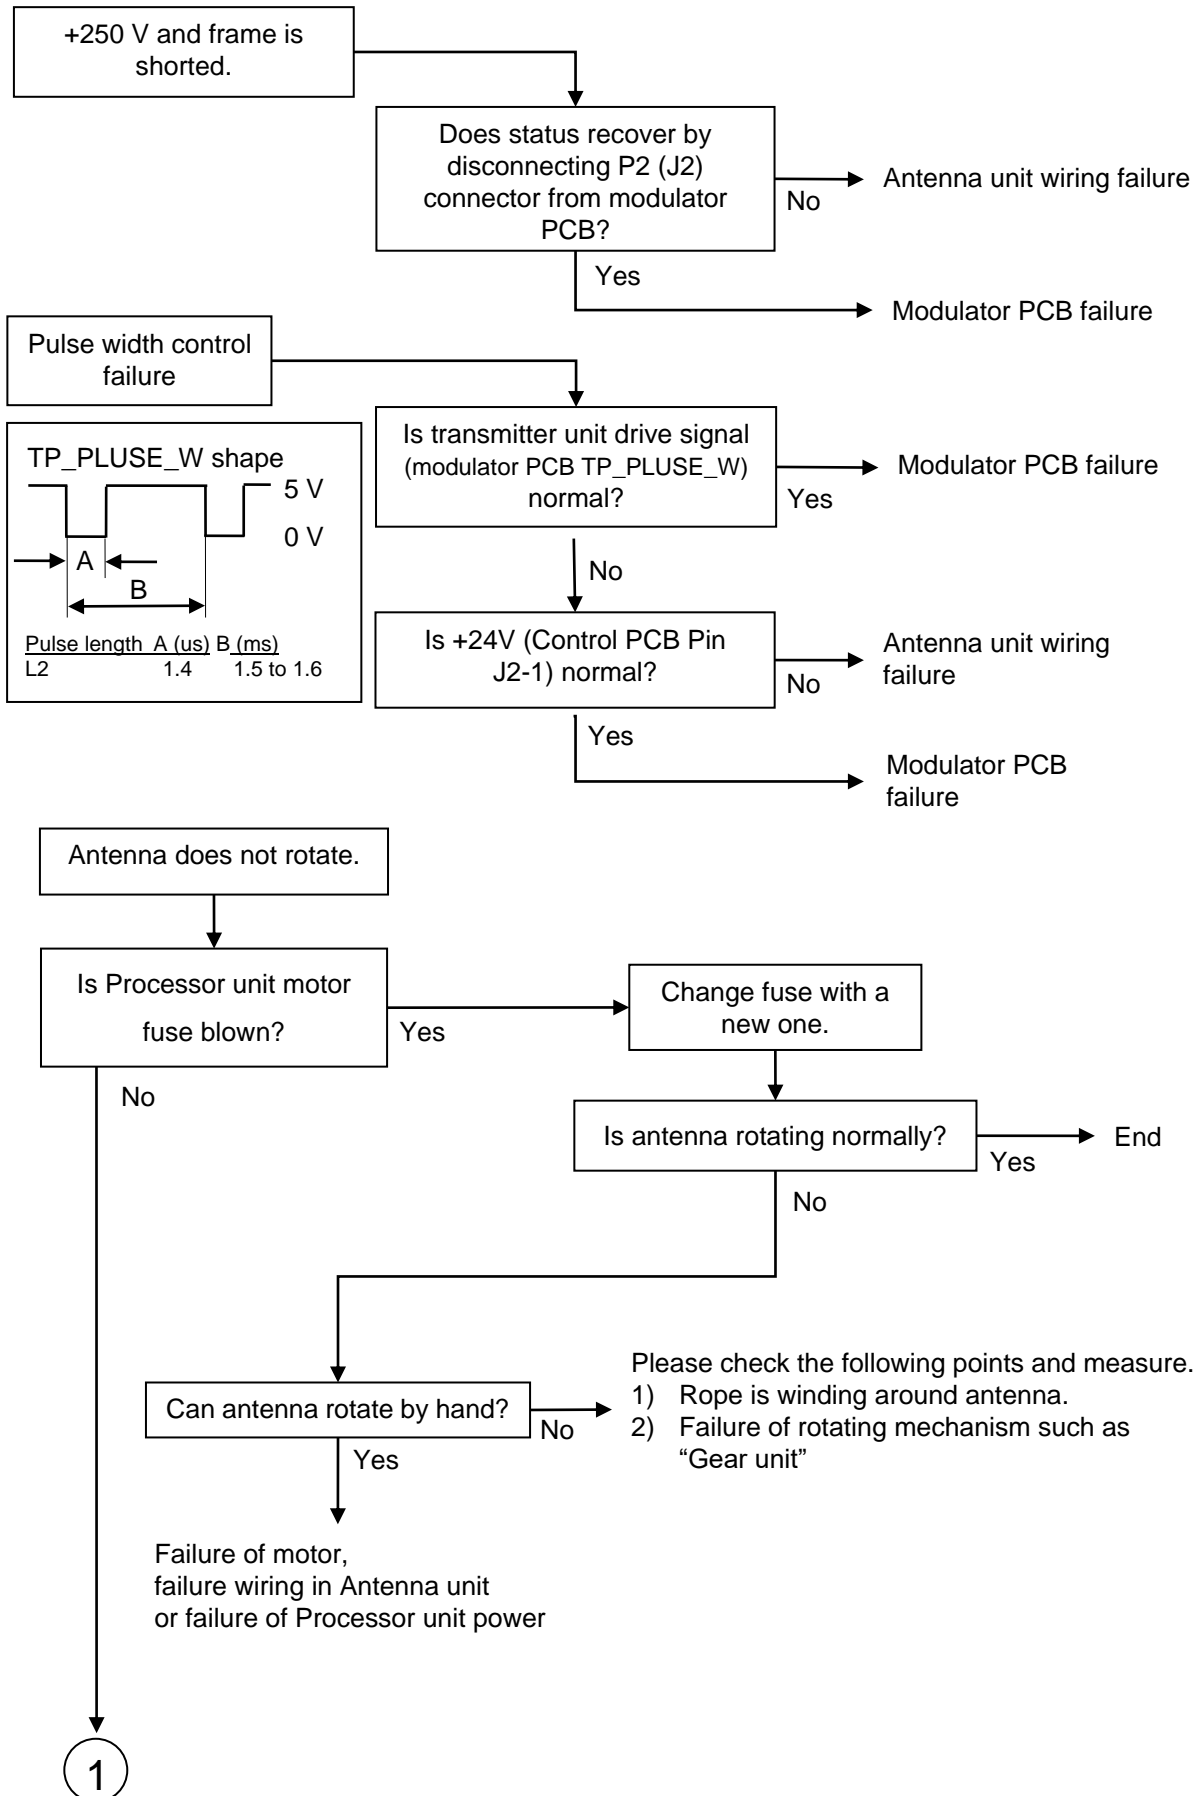 +250 V and frame is
shorted.
Does status recover by
disconnecting P2 (J2)
connector from modulator
PCB?
No
Antenna unit wiring failure
Yes
Modulator PCB failure
Pulse width control
failure
Is transmitter unit drive signal
(modulator PCB TP_PLUSE_W)
normal?
Yes
Modulator PCB failure
TP_PLUSE_W shape
5 V
0 V
A
B
Pulse length A (us) B (ms)
L2 1.4 1.5 to 1.6
No
Is +24V (Control PCB Pin
J2-1) normal?
No
Antenna unit wiring
failure
Yes
Modulator PCB
failure
Antenna does not rotate.
Is Processor unit motor
fuse blown?
Yes
Change fuse with a
new one.
No
Is antenna rotating normally?
Yes
End
No
Can antenna rotate by hand?
No
Please check the following points and measure.
1) Rope is winding around antenna.
2) Failure of rotating mechanism such as
“Gear unit”
Yes
Failure of motor,
failure wiring in Antenna unit
or failure of Processor unit power
1